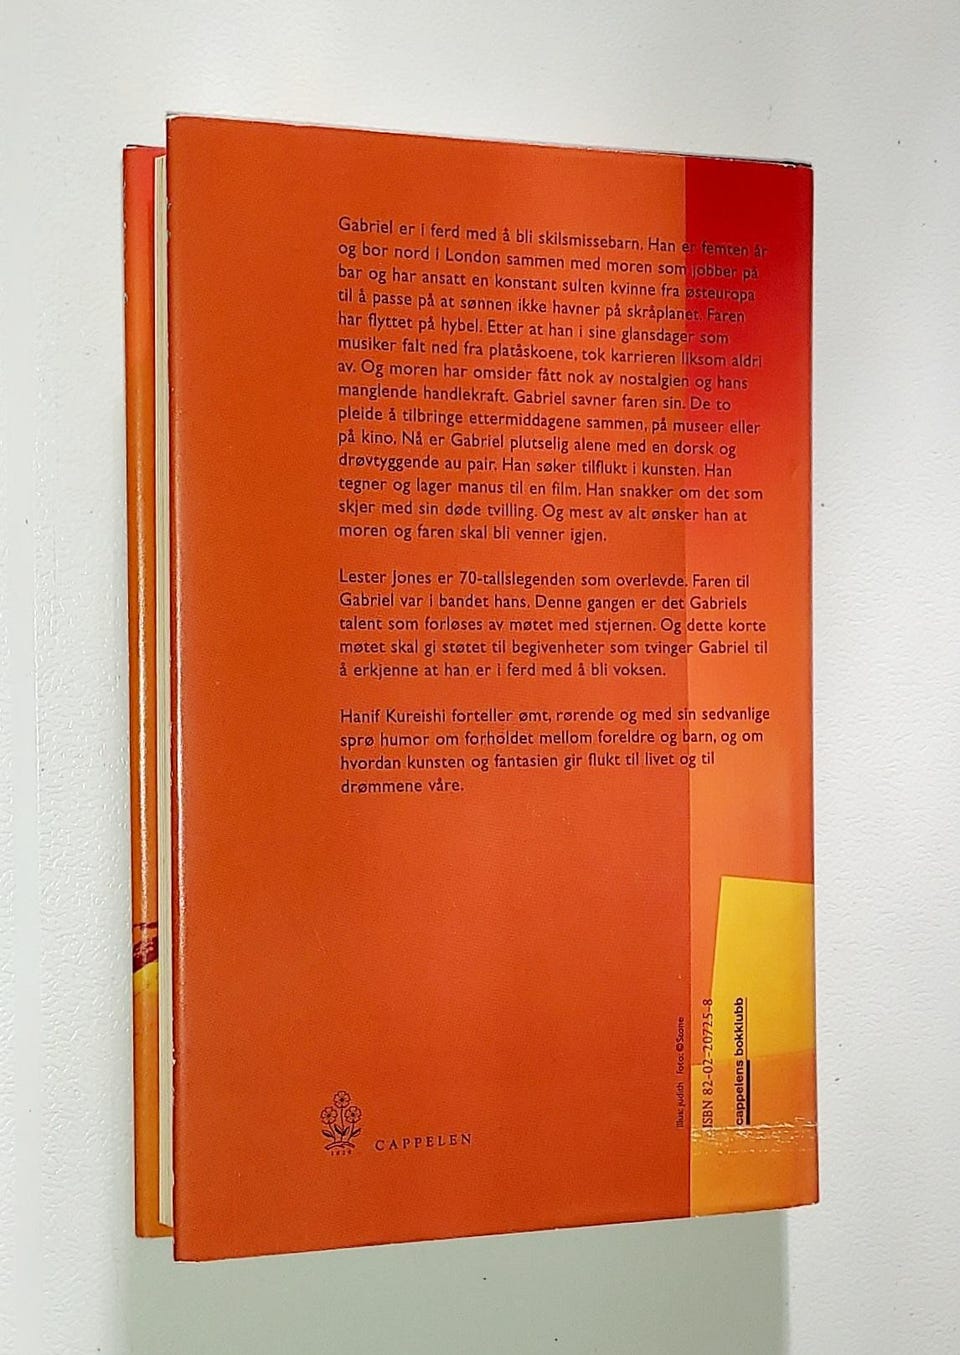 Gabriel er i ferd med å bli skilsmissebarn. Han er femten år
og bor nord i London sammen med moren som jobber på
bar og har ansatt en konstant sulten kvinne fra østeuropa
til å passe på at sønnen ikke havner på skråplanet. Faren
har flyttet på hybel. Etter at han i sine glansdager som
musiker falt ned fra platåskoene, tok karrieren liksom aldri
av. Og moren har omsider fått nok av nostalgien og hans
manglende handlekraft. Gabriel savner faren sin. De to
pleide å tilbringe ettermiddagene sammen, på museer eller
på kino. Nå er Gabriel plutselig alene med en dorsk og
drøvtyggende au pair. Han søker tilflukt i kunsten. Han
tegner og lager manus til en film. Han snakker om det som
skjer med sin døde tvilling. Og mest av alt ønsker han at
moren og faren skal bli venner igjen.
Lester Jones er 70-tallslegenden som overlevde. Faren til
Gabriel var i bandet hans. Denne gangen er det Gabriels
talent som forløses av møtet med stjernen. Og dette korte
møtet skal gi støtet til begivenheter som tvinger Gabriel til
å erkjenne at han er i ferd med å bli voksen.
Hanif Kureishi forteller ømt, rørende og med sin sedvanlige
sprø humor om forholdet mellom foreldre og barn, og om
hvordan kunsten og fantasien gir flukt til livet og til
drømmene våre.
Illus: judith Foto: ©Stone
ISBN 82-02-20725-8
cappelens bokklubb
1829
CAPPELEN